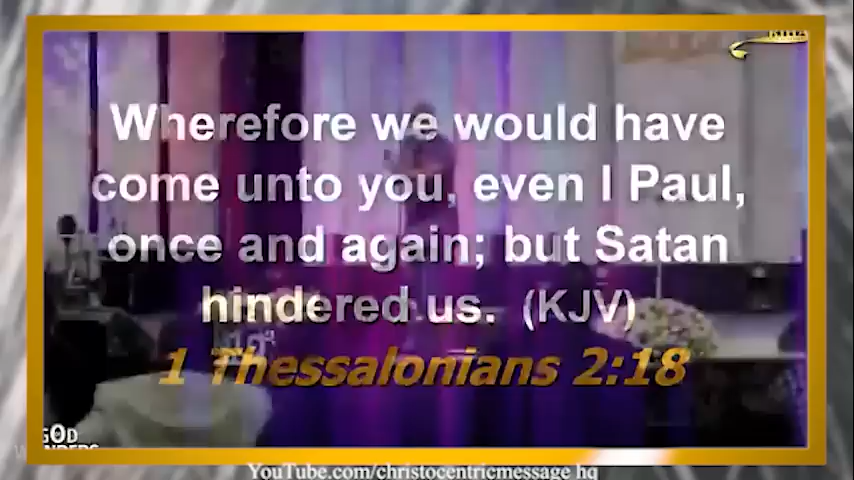 Wherefore we would have
come unto you, even I Paul,
once and again; but Satan
hindered us. (KJV)
1 Thessalonians 2:18
GOD
YouTube.com/christocentricmessage hq